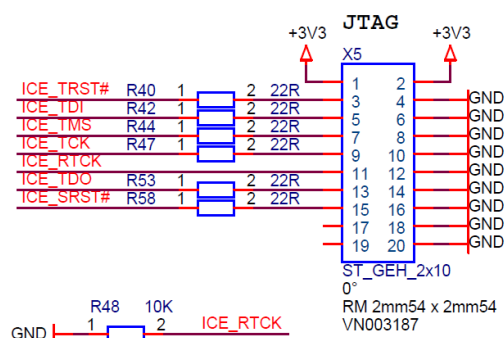 JTAG
+3V3 +3V3
X5
1 2
ICE_TRST# R40 1 2 22R 3 4 GND
ICE_TDI R42 1 2 22R 5 6 GND
ICE_TMS R44 1 2 22R 7 8 GND
ICE_TCK R47 1 2 22R 9 10 GND
ICE_RTCK 11 12 GND
ICE_TDO R53 1 2 22R 13 14 GND
ICE_SRST# R58 1 2 22R 15 16 GND
17 18 GND
19 20 GND
ST_GEH_2x10
0°
RM 2mm54 x 2mm54
VN003187
R48 10K
GND 1 2 ICE_RTCK